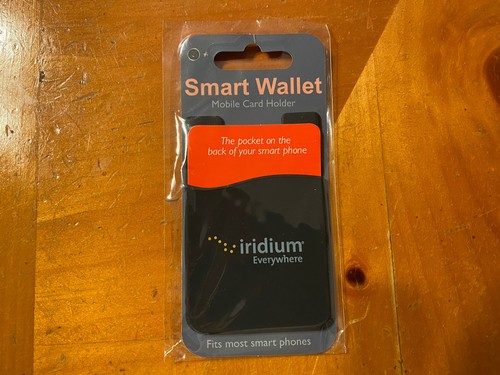 Smart Wallet
Mobile Card Holder
The pocket on the
back of your smart phone
iridium
Everywhere
Fits most smart phones